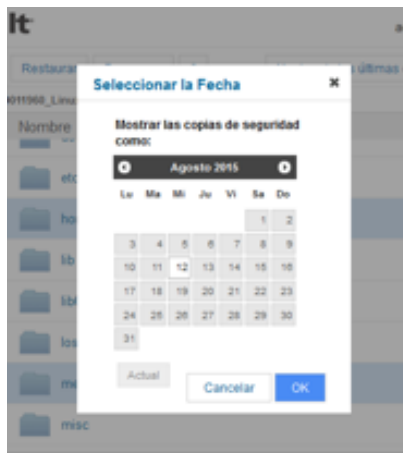 lt
Restaurar
últimas
0011960_Linu
Seleccionar la Fecha
Nombre
Mostrar las copias de seguridad
como:
Agosto 2015
Lu Ma Mi Ju Vi Sa Do
1 2
3 4 5 6 7 8 9
10 11 12 13 14 15 16
17 18 19 20 21 22 23
24 25 26 27 28 29 30
31
Actual
Cancelar OK
etc
ho
lib
lib
los
me
misc